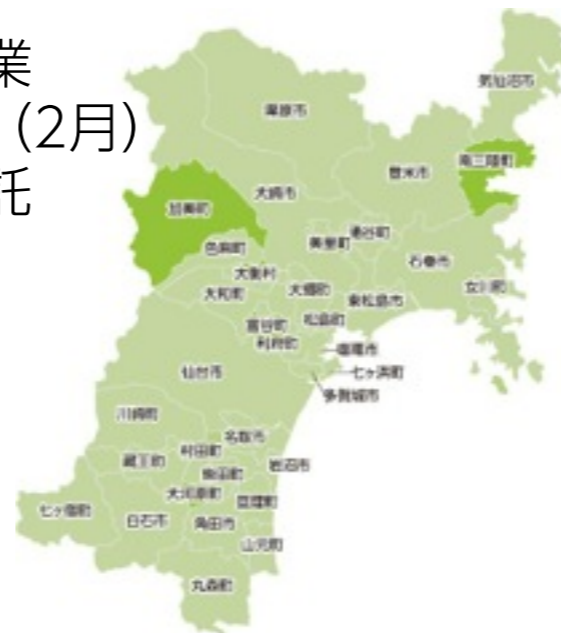 業
（2月）
託
気仙沼市
栗原市
登米市
南三陸町
大崎市
加美町
色麻町
美里町
涌谷町
石巻市
女川町
大衡村
大和町
大郷町
東松島市
富谷町
松島町
利府町
塩竈市
七ヶ浜町
多賀城市
仙台市
川崎町
名取市
村田町
蔵王町
柴田町
岩沼市
大河原町
亘理町
七ヶ宿町
白石市
角田市
山元町
丸森町